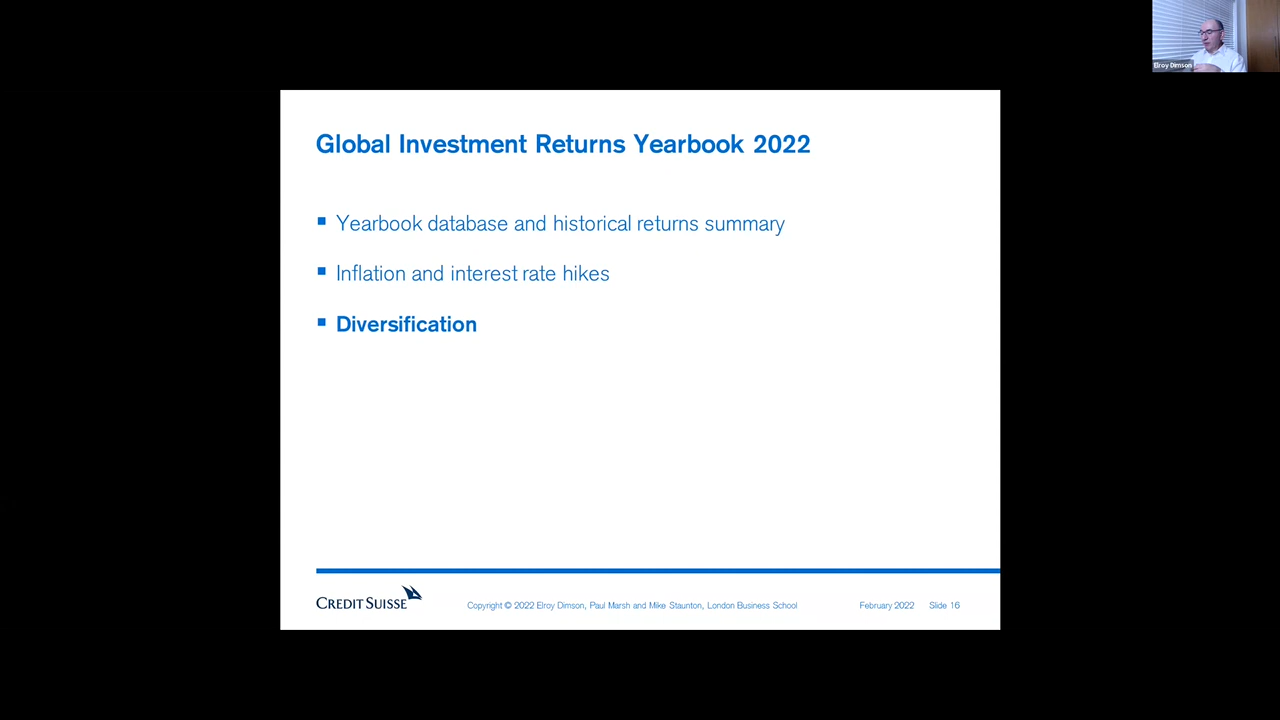 Elroy Dimson
Global Investment Returns Yearbook 2022
Yearbook database and historical returns summary
Inflation and interest rate hikes
Diversification
CREDIT SUISSE
Copyright © 2022 Elroy Dimson, Paul Marsh and Mike Staunton, London Business School
February 2022 Slide 16